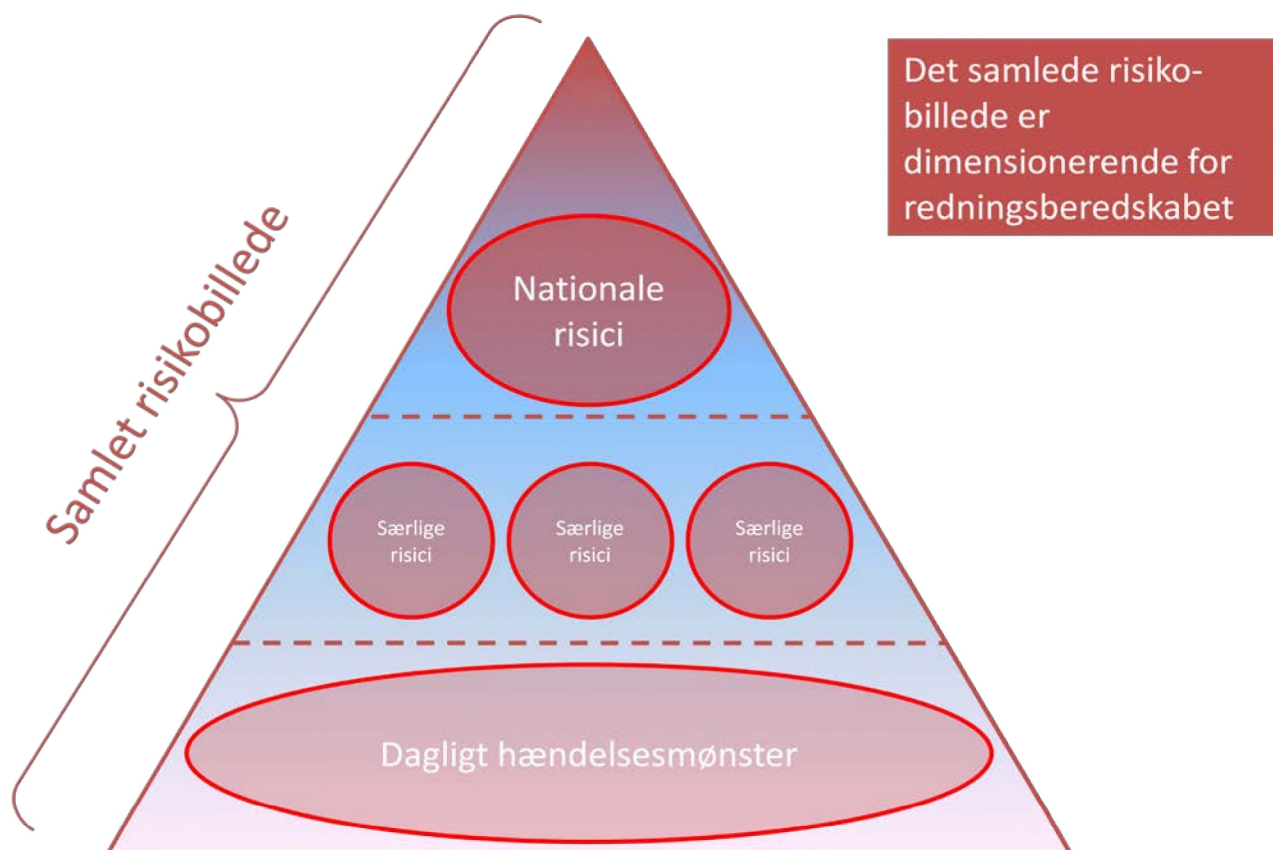 Samlet risikobillede
Det samlede risiko-
billede er
dimensionerende for
redningsberedskabet
Nationale
risici
Særlige
risici
Særlige
risici
Særlige
risici
Dagligt hændelsesmønster